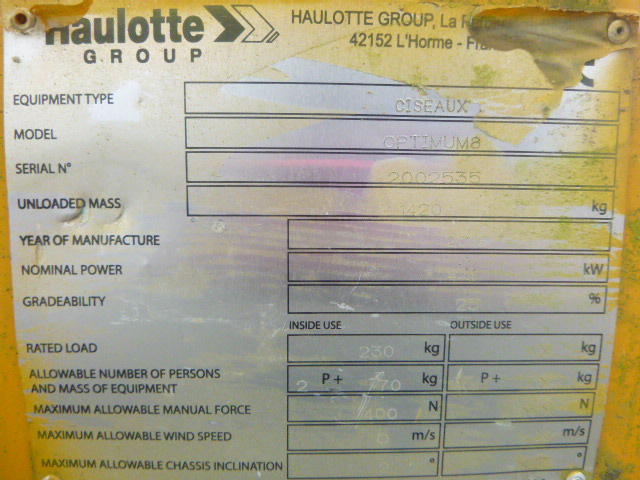 Haulotte
GROUP
HAULOTTE GROUP, La
42152 L'Horme -
EQUIPMENT TYPE CISEAUX
MODEL OPTIMUM8
SERIAL N° 2002535
UNLOADED MASS 1420 kg
YEAR OF MANUFACTURE
NOMINAL POWER kW
GRADEABILITY 25 %
INSIDE USE OUTSIDE USE
RATED LOAD 230 kg kg
ALLOWABLE NUMBER OF PERSONS
AND MASS OF EQUIPMENT 2 P + 70 kg P + kg
MAXIMUM ALLOWABLE MANUAL FORCE 400 N N
MAXIMUM ALLOWABLE WIND SPEED 0 m/s m/s
MAXIMUM ALLOWABLE CHASSIS INCLINATION ° °